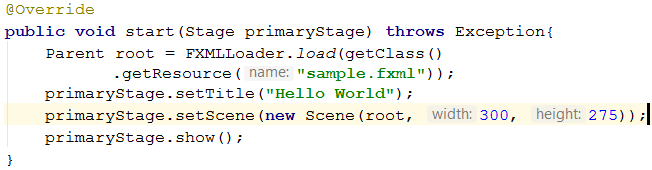 @Override
public void start(Stage primaryStage) throws Exception{
    Parent root = FXMLLoader.load(getClass()
            .getResource( name: "sample.fxml"));
    primaryStage.setTitle("Hello World");
    primaryStage.setScene(new Scene(root, width: 300, height: 275));
    primaryStage.show();
}